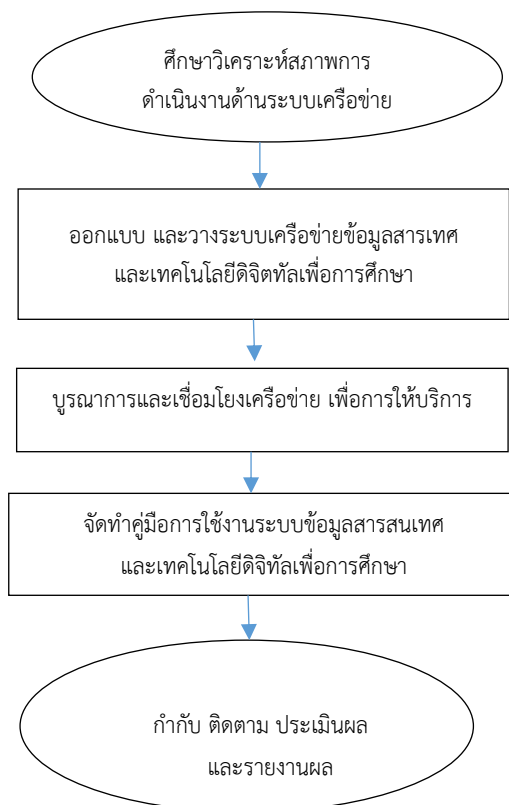 ศึกษาวิเคราะห์สภาพการ
ดำเนินงานด้านระบบเครือข่าย
ออกแบบ และวางระบบเครือข่ายข้อมูลสารเทศ
และเทคโนโลยีดิจิตทัลเพื่อการศึกษา
บูรณาการและเชื่อมโยงเครือข่าย เพื่อการให้บริการ
จัดทำคู่มือการใช้งานระบบข้อมูลสารสนเทศ
และเทคโนโลยีดิจิทัลเพื่อการศึกษา
กำกับ ติดตาม ประเมินผล
และรายงานผล